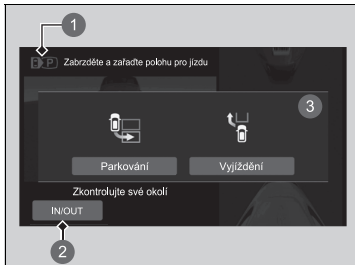 1
P Zabrzděte a zařaďte polohu pro jízdu
3
Parkování Vyjíždění
Zkontrolujte své okolí
IN/OUT
2